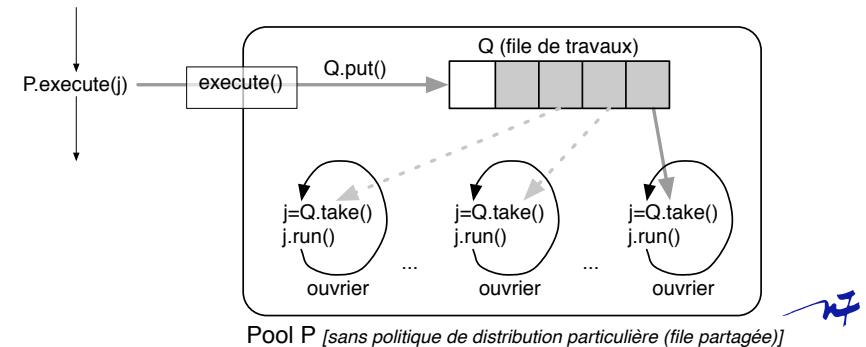 Q (file de travaux)
P.execute(j)
execute()
Q.put()
j=Q.take()
j.run()
ouvrier
...
j=Q.take()
j.run()
ouvrier
...
j=Q.take()
j.run()
ouvrier
Pool P [sans politique de distribution particulière (file partagée)]
n7